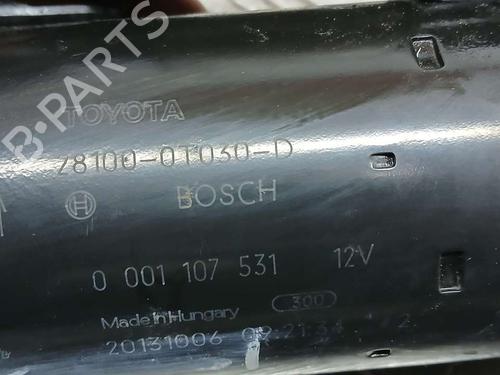 B-PARTS
TOYOTA
28100-0T030-D
BOSCH
0 001 107 531 12V
Made in Hungary 300
20131006